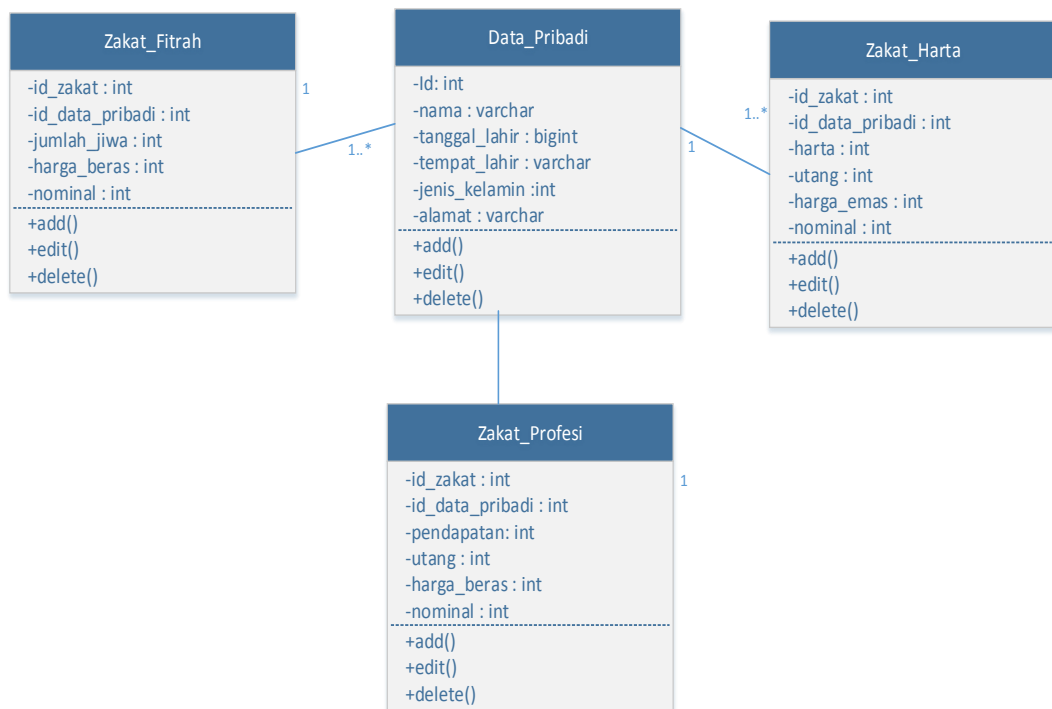 Zakat_Fitrah
-id_zakat : int
-id_data_pribadi : int
-jumlah_jiwa : int
-harga_beras : int
-nominal : int
+add()
+edit()
+delete()
1
1..*
Data_Pribadi
-Id: int
-nama : varchar
-tanggal_lahir : bigint
-tempat_lahir : varchar
-jenis_kelamin :int
-alamat : varchar
+add()
+edit()
+delete()
1
1..*
Zakat_Harta
-id_zakat : int
-id_data_pribadi : int
-harta : int
-utang : int
-harga_emas : int
-nominal : int
+add()
+edit()
+delete()
Zakat_Profesi
-id_zakat : int
-id_data_pribadi : int
-pendapatan: int
-utang : int
-harga_beras : int
-nominal : int
+add()
+edit()
+delete()
1